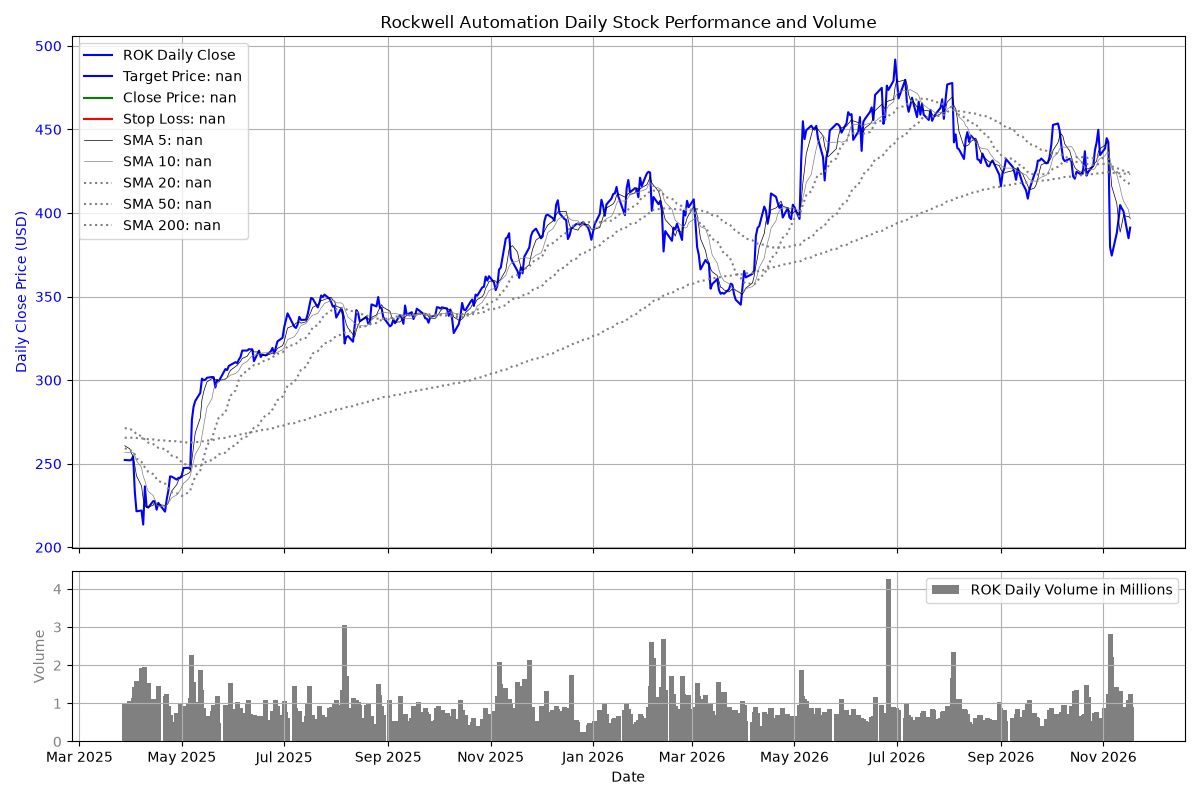 Rockwell Automation Daily Stock Performance and Volume
500
450
400
350
300
250
200
Daily Close Price (USD)
ROK Daily Close
Target Price: nan
Close Price: nan
Stop Loss: nan
SMA 5: nan
SMA 10: nan
SMA 20: nan
SMA 50: nan
SMA 200: nan
4
3
2
1
0
Volume
ROK Daily Volume in Millions
Mar 2025 May 2025 Jul 2025 Sep 2025 Nov 2025 Jan 2026 Mar 2026 May 2026 Jul 2026 Sep 2026 Nov 2026
Date